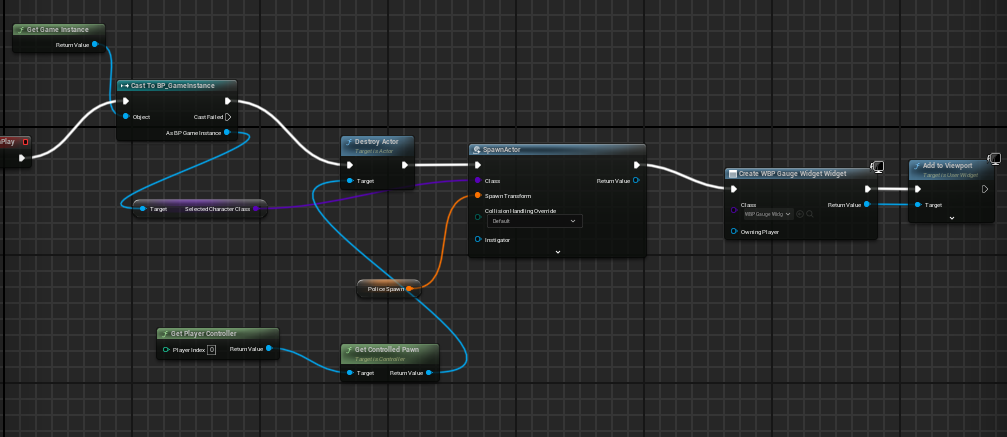 Get Game Instance
Return Value
Cast To BP_GameInstance
Object
Cast Failed
As BP Game Instance
Play
Destroy Actor
Target is Actor
Target
SpawnActor
Class
Return Value
Spawn Transform
Collision Handling Override
Default
Instigator
Create WBP Gauge Widget Widget
Class
WBP Gauge Widg
Return Value
Owning Player
Add to Viewport
Target is User Widget
Target
Target
Selected Character Class
Police Spawn
Get Player Controller
Player Index 0
Return Value
Get Controlled Pawn
Target is Controller
Target
Return Value